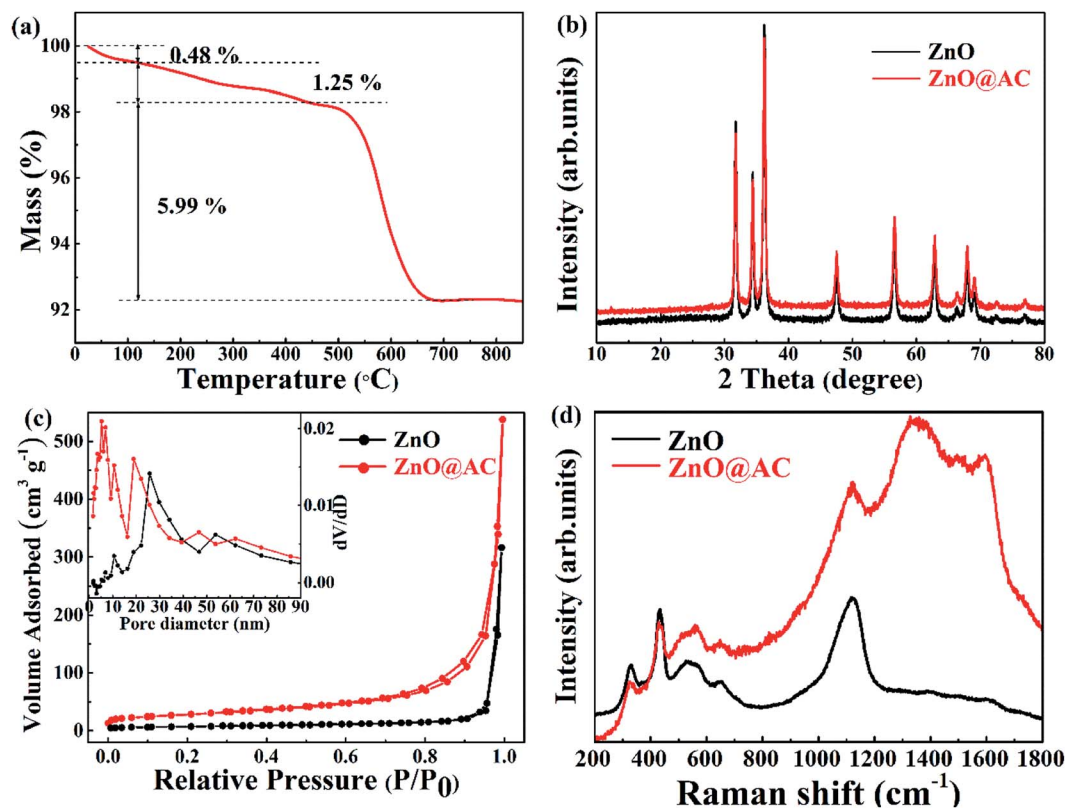 (a)
100
98
96
94
92
0.48 %
1.25 %
5.99 %
Mass (%)
0 100 200 300 400 500 600 700 800
Temperature (°C)
(b)
ZnO
ZnO@AC
Intensity (arb.units)
10 20 30 40 50 60 70 80
2 Theta (degree)
(c)
500
450
400
350
300
250
200
150
100
50
0
ZnO
ZnO@AC
0.02
0.01
0.00
dV/dD
0 10 20 30 40 50 60 70 80 90
Pore diameter (nm)
Volume Adsorbed (cm³ g⁻¹)
0.0 0.2 0.4 0.6 0.8 1.0
Relative Pressure (P/P₀)
(d)
ZnO
ZnO@AC
Intensity (arb.units)
200 400 600 800 1000 1200 1400 1600 1800
Raman shift (cm⁻¹)